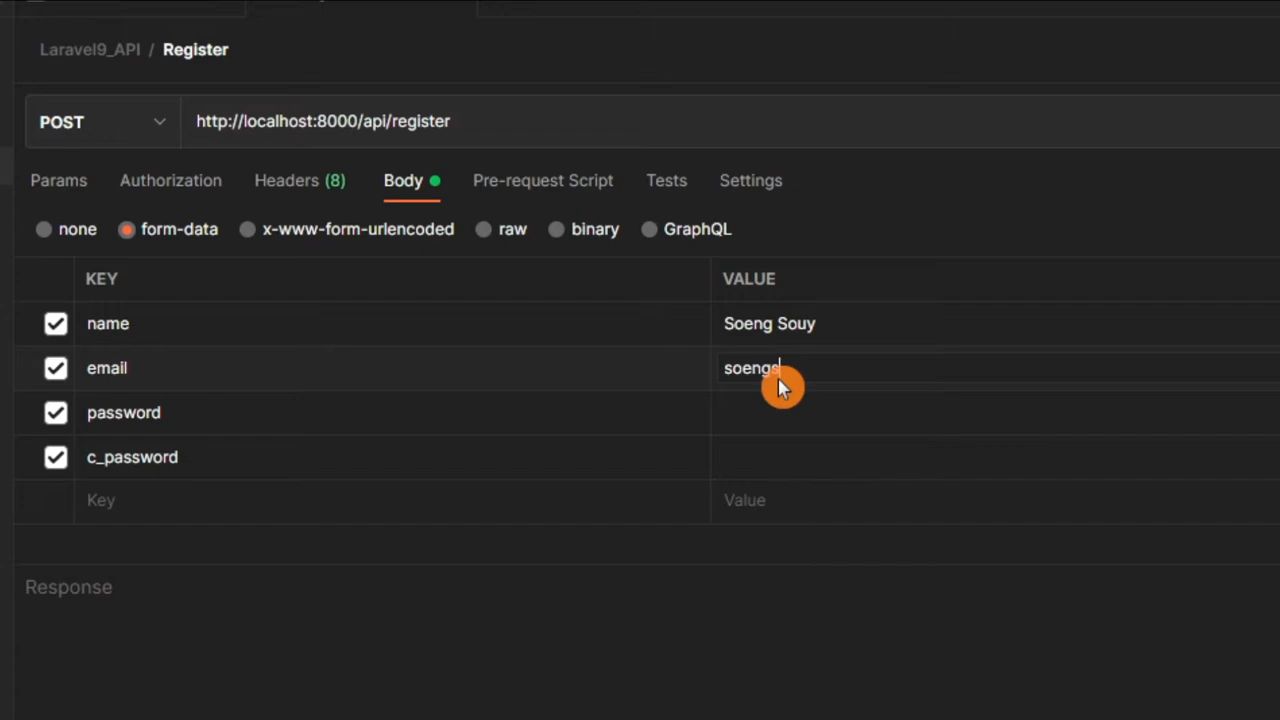 Laravel9_API / Register
POST http://localhost:8000/api/register
Params Authorization Headers (8) Body Pre-request Script Tests Settings
none form-data x-www-form-urlencoded raw binary GraphQL
KEY VALUE
name Soeng Souy
email soengs
password
c_password
Key Value
Response